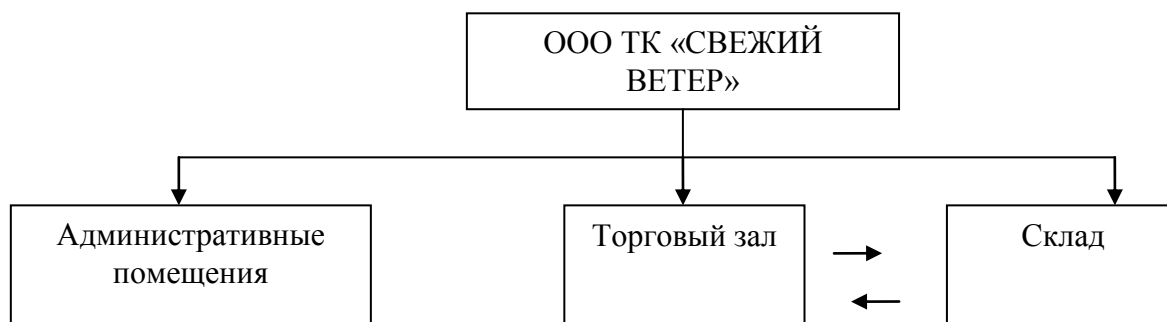 ООО ТК «СВЕЖИЙ
ВЕТЕР»
Административные
помещения
Торговый зал
Склад